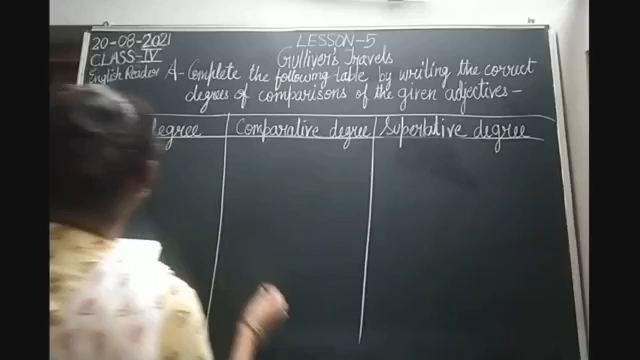 20-08-2021
LESSON-5
CLASS-IV
Gulliver's Travels
English Reader
A- Complete the following table by writing the correct
degrees of comparisons of the given adjectives-
degree
Comparative degree
Superlative degree